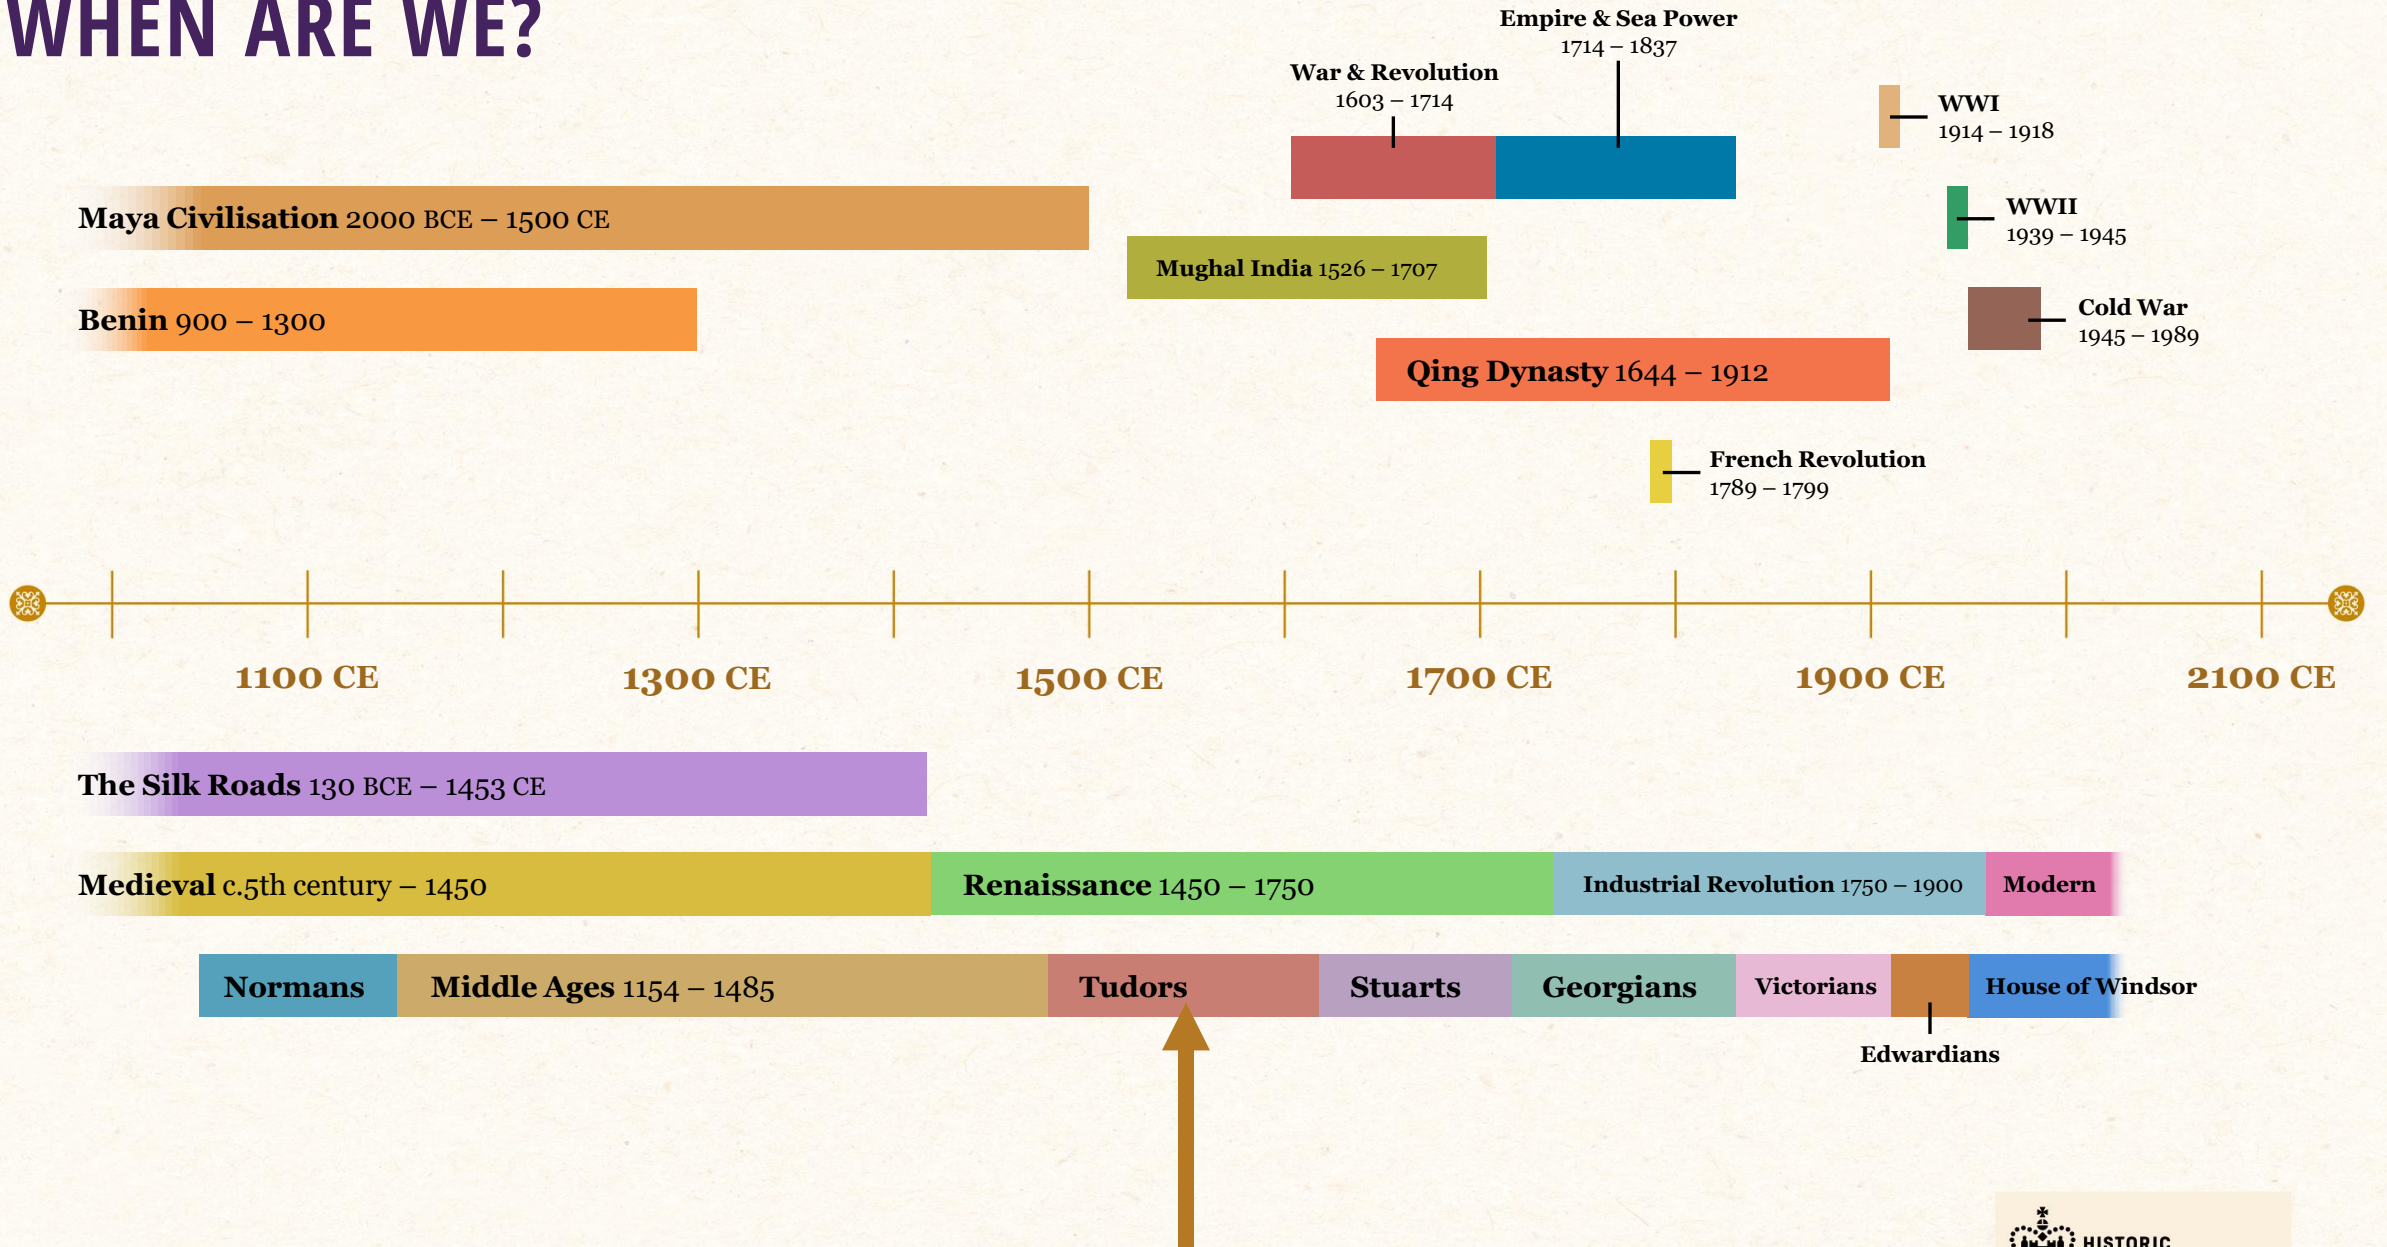 WHEN ARE WE?
Empire & Sea Power
1714 – 1837
War & Revolution
1603 – 1714
WWI
1914 – 1918
Maya Civilisation 2000 BCE – 1500 CE
WWII
1939 – 1945
Mughal India 1526 – 1707
Benin 900 – 1300
Cold War
1945 – 1989
Qing Dynasty 1644 – 1912
French Revolution
1789 – 1799
1100 CE
1300 CE
1500 CE
1700 CE
1900 CE
2100 CE
The Silk Roads 130 BCE – 1453 CE
Medieval c.5th century – 1450
Renaissance 1450 – 1750
Industrial Revolution 1750 – 1900
Modern
Normans
Middle Ages 1154 – 1485
Tudors
Stuarts
Georgians
Victorians
House of Windsor
Edwardians
HISTORIC